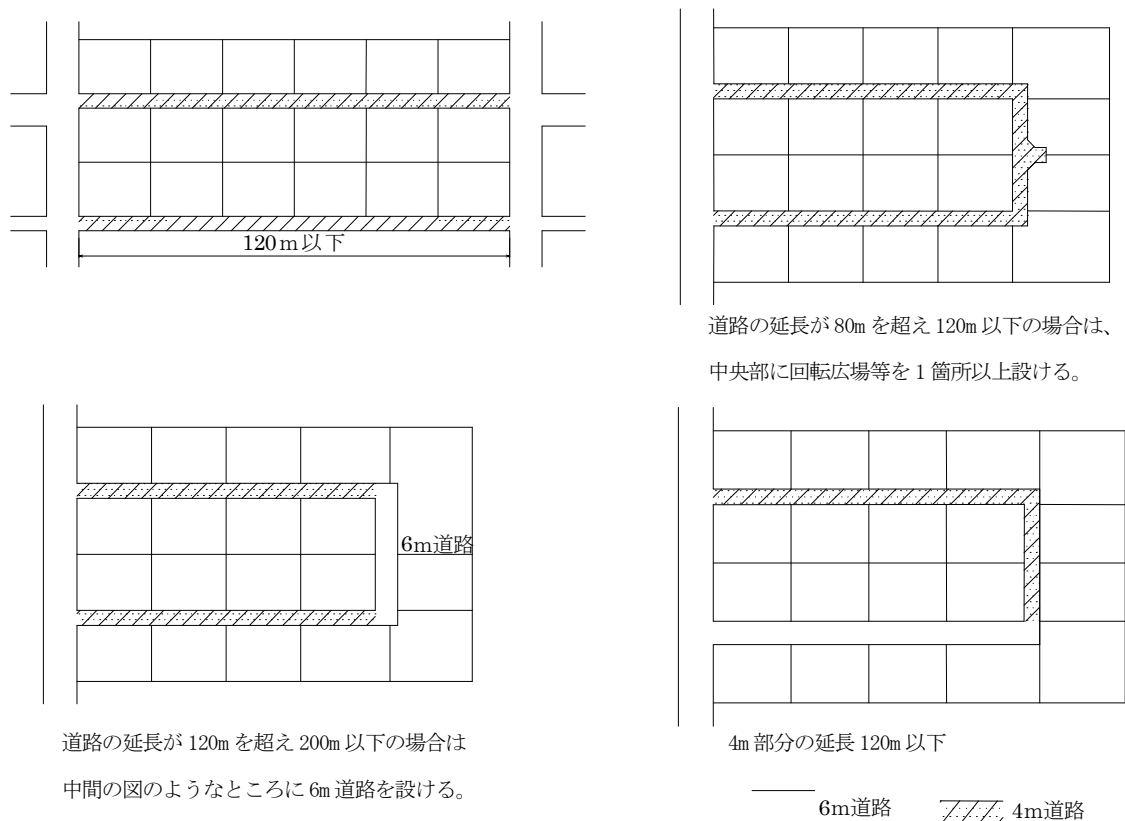 120ｍ以下
道路の延長が 80m を超え 120m 以下の場合は、
中央部に回転広場等を 1 箇所以上設ける。
6m道路
道路の延長が 120m を超え 200m 以下の場合は
中間の図のようなところに 6m 道路を設ける。
4m 部分の延長 120m 以下
6m道路
4m道路